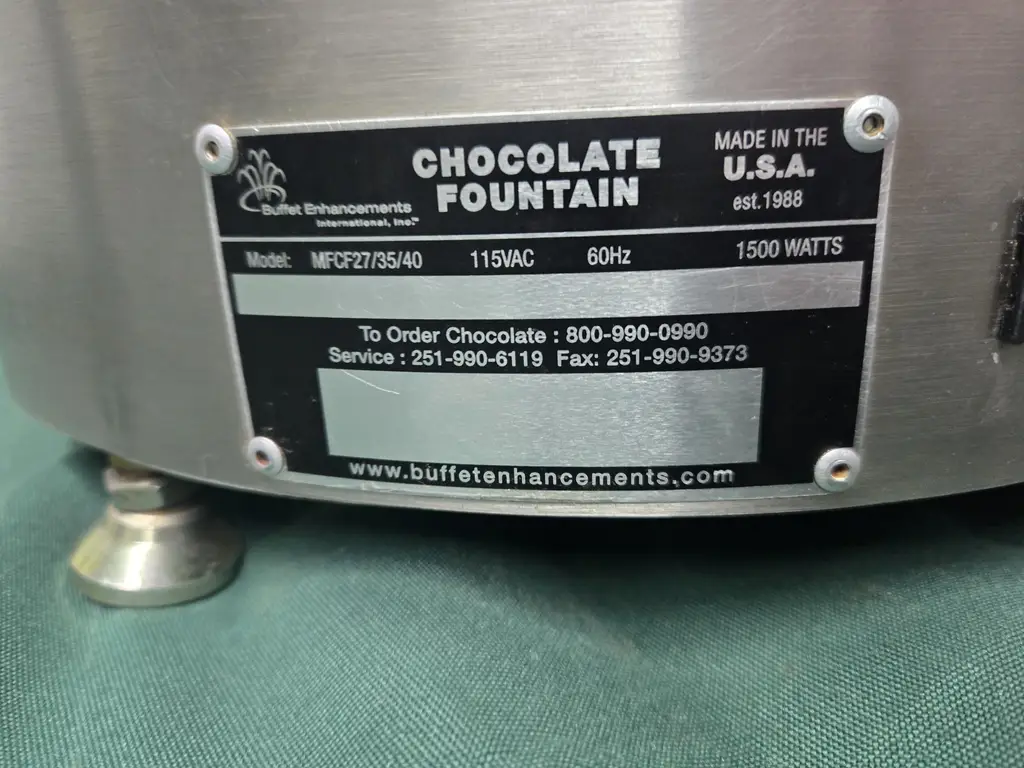 Buffet Enhancements
International, Inc.™
CHOCOLATE
FOUNTAIN
MADE IN THE
U.S.A.
est.1988
Model: MFCF27/35/40 115VAC 60Hz 1500 WATTS
To Order Chocolate : 800-990-0990
Service : 251-990-6119 Fax: 251-990-9373
www.buffetenhancements.com